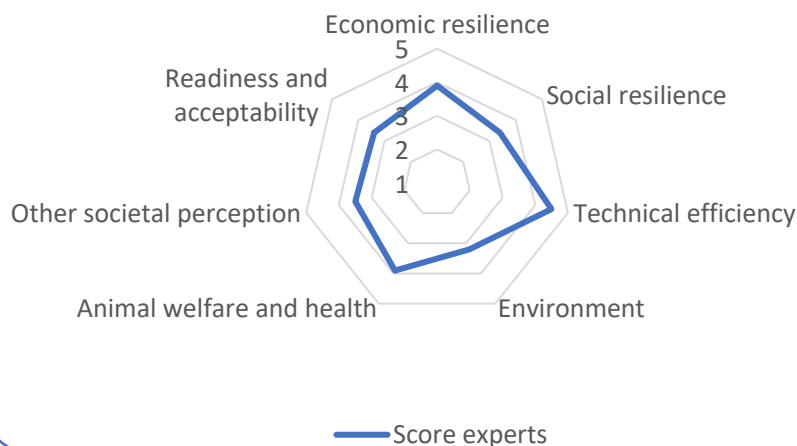 Economic resilience
5
4
3
2
1
Readiness and
acceptability
Social resilience
Other societal perception
Technical efficiency
Animal welfare and health
Environment
Score experts